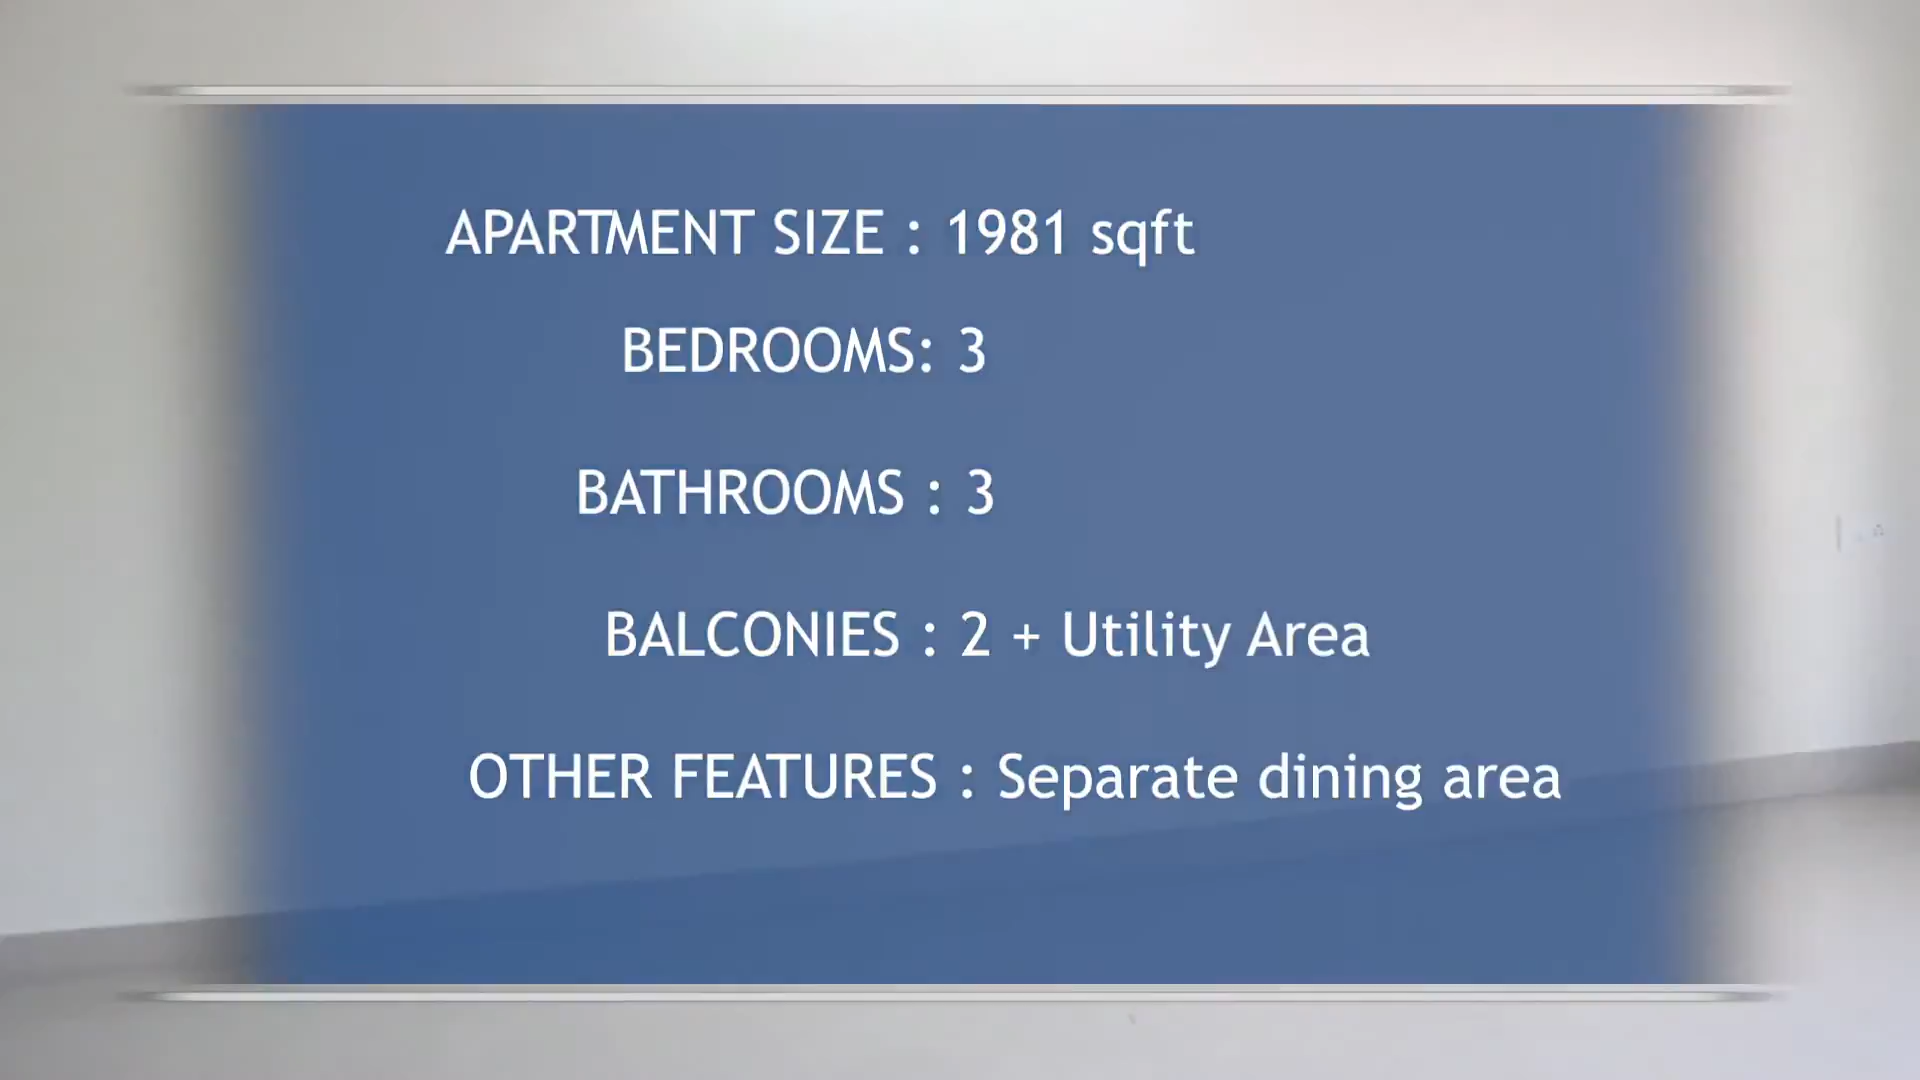 APARTMENT SIZE : 1981 sqft
BEDROOMS: 3
BATHROOMS : 3
BALCONIES : 2 + Utility Area
OTHER FEATURES : Separate dining area